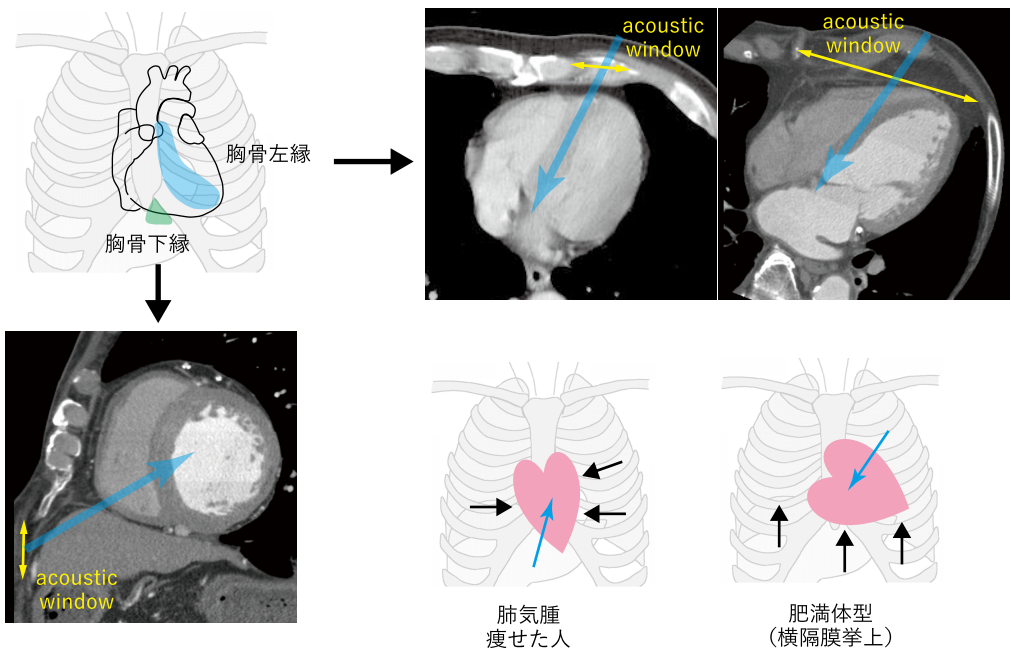 胸骨左縁
胸骨下縁
acoustic
window
acoustic
window
acoustic
window
肺気腫
痩せた人
肥満体型
（横隔膜挙上）